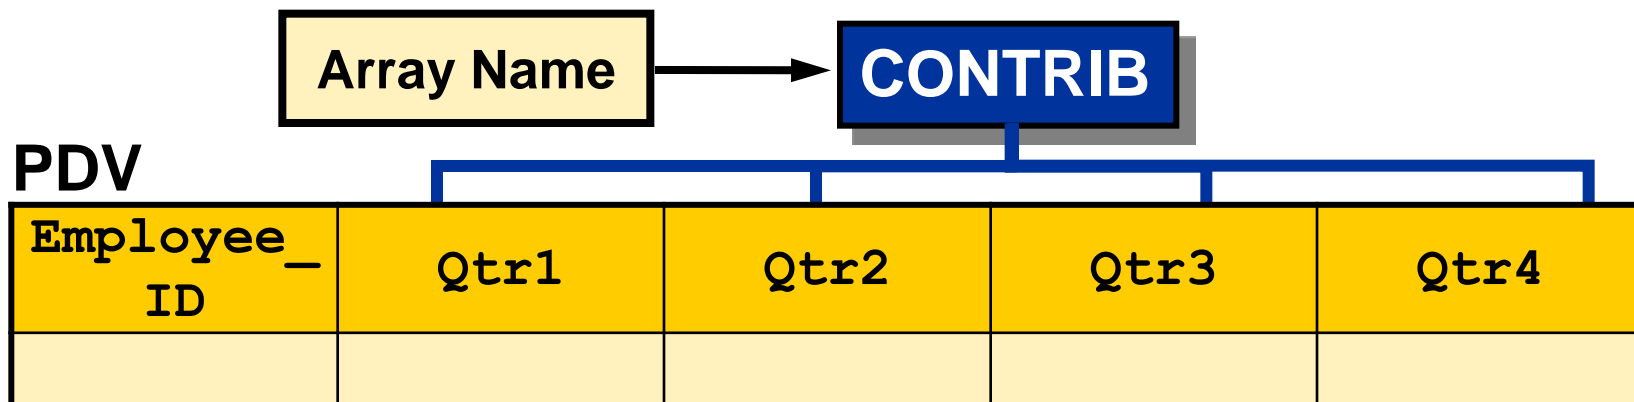 Array Name
CONTRIB
PDV
Employee_
ID
Qtr1
Qtr2
Qtr3
Qtr4